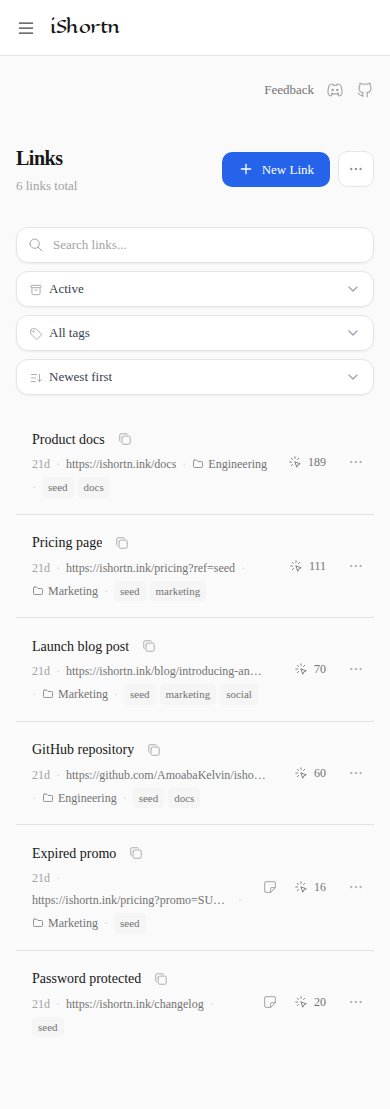 iShortn
Feedback
Links
6 links total
New Link
Search links...
Active
All tags
Newest first
Product docs
21d · https://ishortn.ink/docs · Engineering 189
· seed docs
Pricing page
21d · https://ishortn.ink/pricing?ref=seed · 111
Marketing · seed marketing
Launch blog post
21d · https://ishortn.ink/blog/introducing-an... 70
· Marketing · seed marketing social
GitHub repository
21d · https://github.com/AmoabaKelvin/isho... 60
· Engineering · seed docs
Expired promo
21d ·
https://ishortn.ink/pricing?promo=SU... · 16
Marketing · seed
Password protected
21d · https://ishortn.ink/changelog · 20
seed